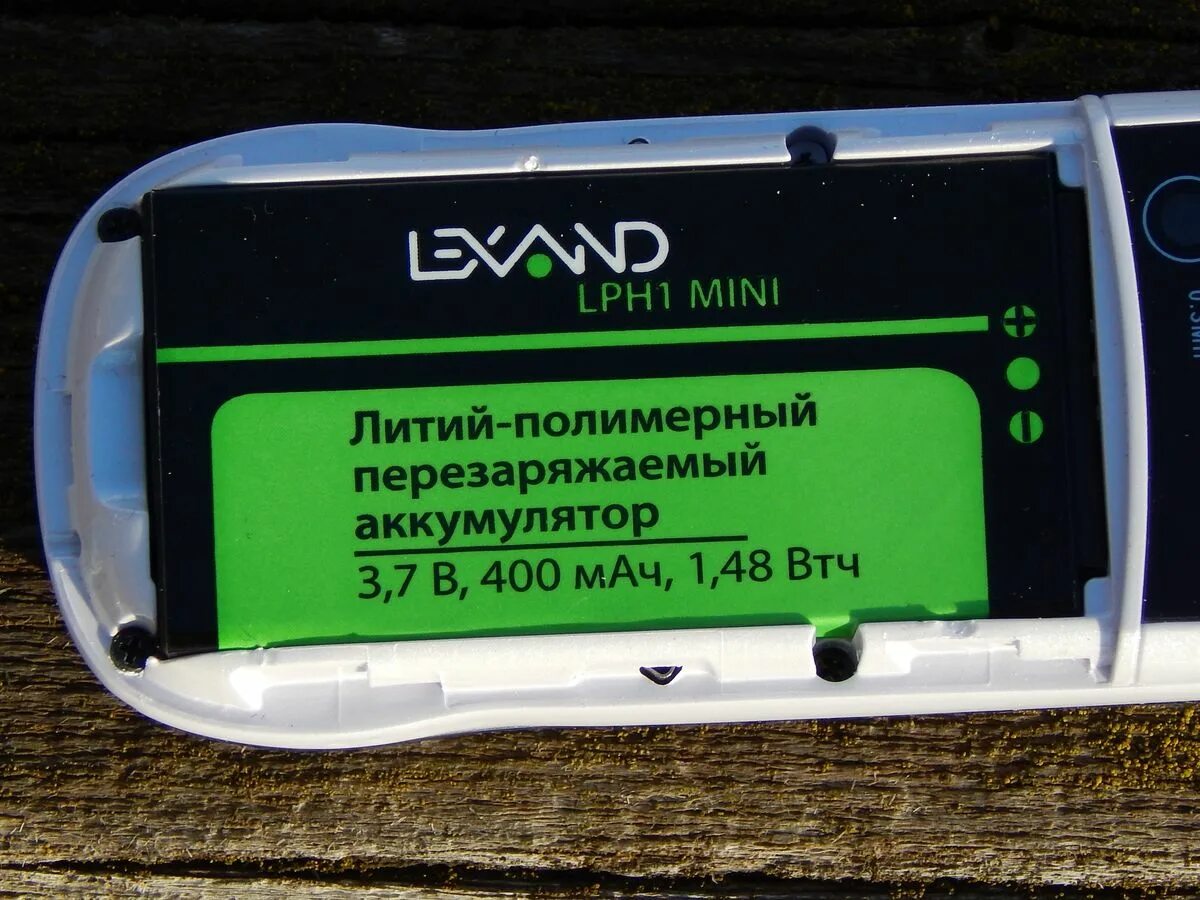 LEXAND
LPH1 MINI
Литий-полимерный
перезаряжаемый
аккумулятор
3,7 В, 400 мАч, 1,48 Втч